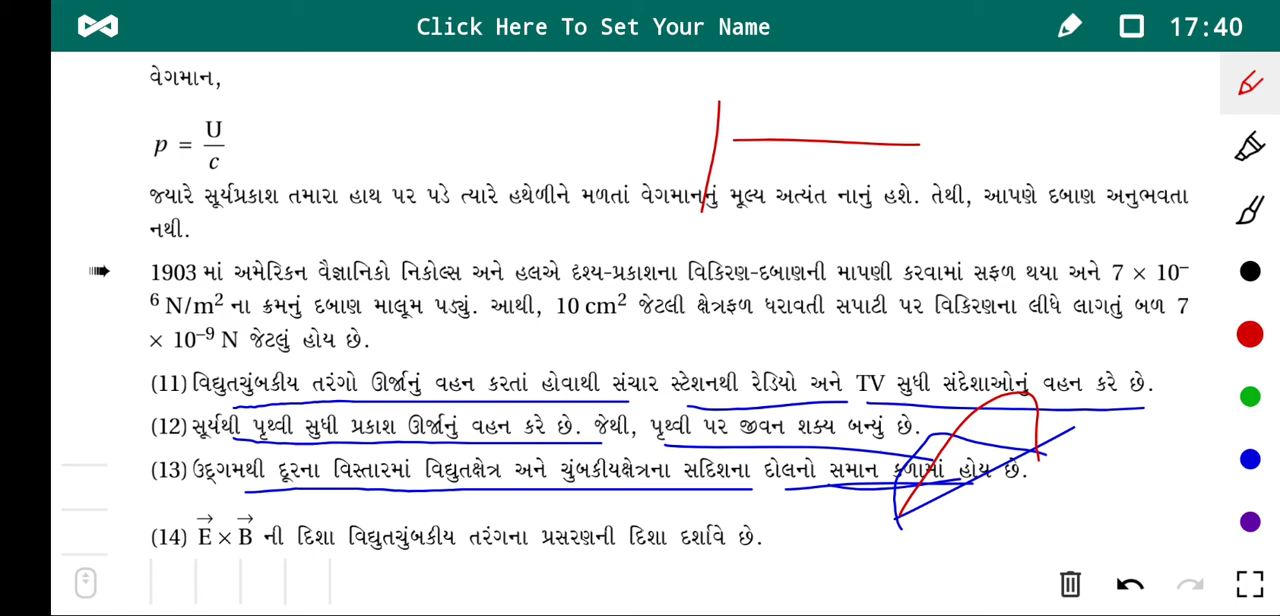 Click Here To Set Your Name
17:40
વેગમાન,
p = U/c
જ્યારે સૂર્યપ્રકાશ તમારા હાથ પર પડે ત્યારે હથેળીને મળતાં વેગમાનનું મૂલ્ય અત્યંત નાનું હશે. તેથી, આપણે દબાણ અનુભવતા
નથી.
➠ 1903 માં અમેરિકન વૈજ્ઞાનિકો નિકોલ્સ અને હલએ દૃશ્ય-પ્રકાશના વિકિરણ-દબાણની માપણી કરવામાં સફળ થયા અને 7 × 10⁻
⁶ N/m² ના ક્રમનું દબાણ માલૂમ પડ્યું. આથી, 10 cm² જેટલી ક્ષેત્રફળ ધરાવતી સપાટી પર વિકિરણના લીધે લાગતું બળ 7
× 10⁻⁹ N જેટલું હોય છે.
(11) વિદ્યુતચુંબકીય તરંગો ઊર્જાનું વહન કરતાં હોવાથી સંચાર સ્ટેશનથી રેડિયો અને TV સુધી સંદેશાઓનું વહન કરે છે.
(12) સૂર્યથી પૃથ્વી સુધી પ્રકાશ ઊર્જાનું વહન કરે છે. જેથી, પૃથ્વી પર જીવન શક્ય બન્યું છે.
(13) ઉદ્ગમથી દૂરના વિસ્તારમાં વિદ્યુતક્ષેત્ર અને ચુંબકીયક્ષેત્રના સદિશના દોલનો સમાન કળામાં હોય છે.
(14) E⃗ × B⃗ ની દિશા વિદ્યુતચુંબકીય તરંગના પ્રસરણની દિશા દર્શાવે છે.